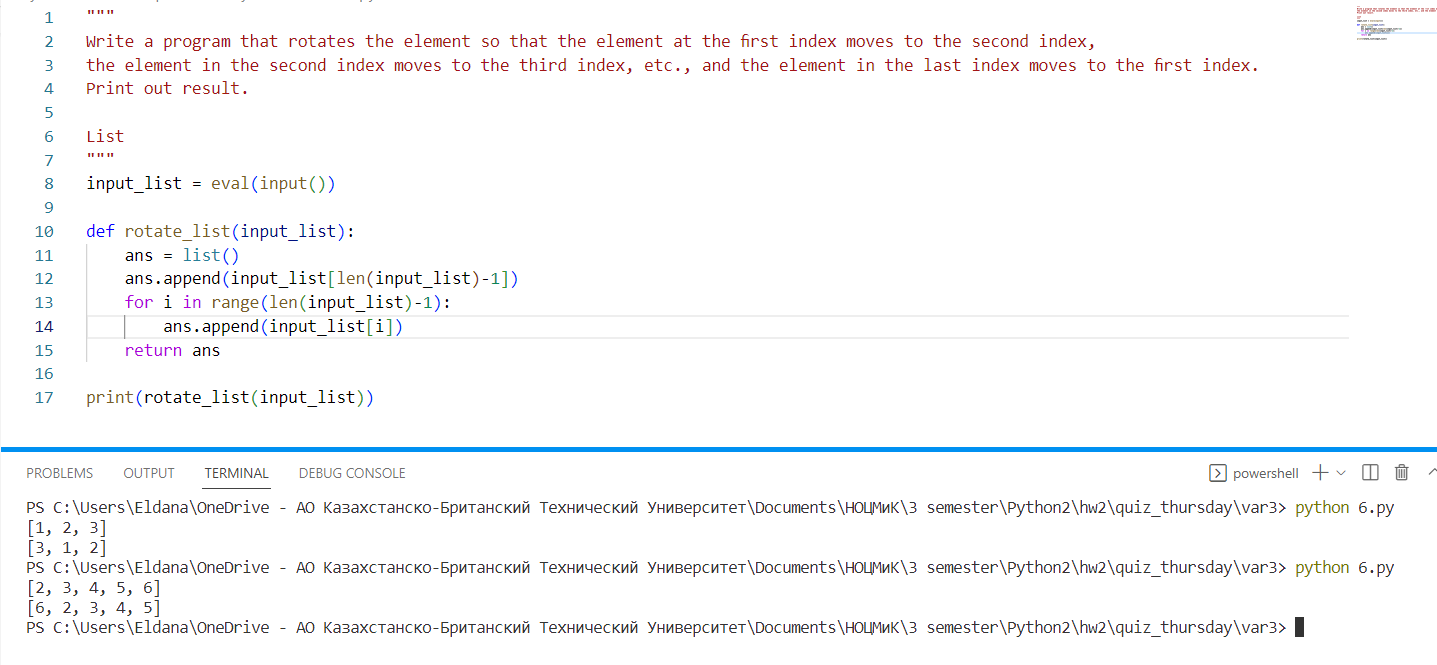 1 """
2 Write a program that rotates the element so that the element at the first index moves to the second index,
3 the element in the second index moves to the third index, etc., and the element in the last index moves to the first index.
4 Print out result.
5
6 List
7 """
8 input_list = eval(input())
9
10 def rotate_list(input_list):
11     ans = list()
12     ans.append(input_list[len(input_list)-1])
13     for i in range(len(input_list)-1):
14         ans.append(input_list[i])
15     return ans
16
17 print(rotate_list(input_list))
PROBLEMS OUTPUT TERMINAL DEBUG CONSOLE powershell
PS C:\Users\Eldana\OneDrive - АО Казахстанско-Британский Технический Университет\Documents\НОЦМиК\3 semester\Python2\hw2\quiz_thursday\var3> python 6.py
[1, 2, 3]
[3, 1, 2]
PS C:\Users\Eldana\OneDrive - АО Казахстанско-Британский Технический Университет\Documents\НОЦМиК\3 semester\Python2\hw2\quiz_thursday\var3> python 6.py
[2, 3, 4, 5, 6]
[6, 2, 3, 4, 5]
PS C:\Users\Eldana\OneDrive - АО Казахстанско-Британский Технический Университет\Documents\НОЦМиК\3 semester\Python2\hw2\quiz_thursday\var3>